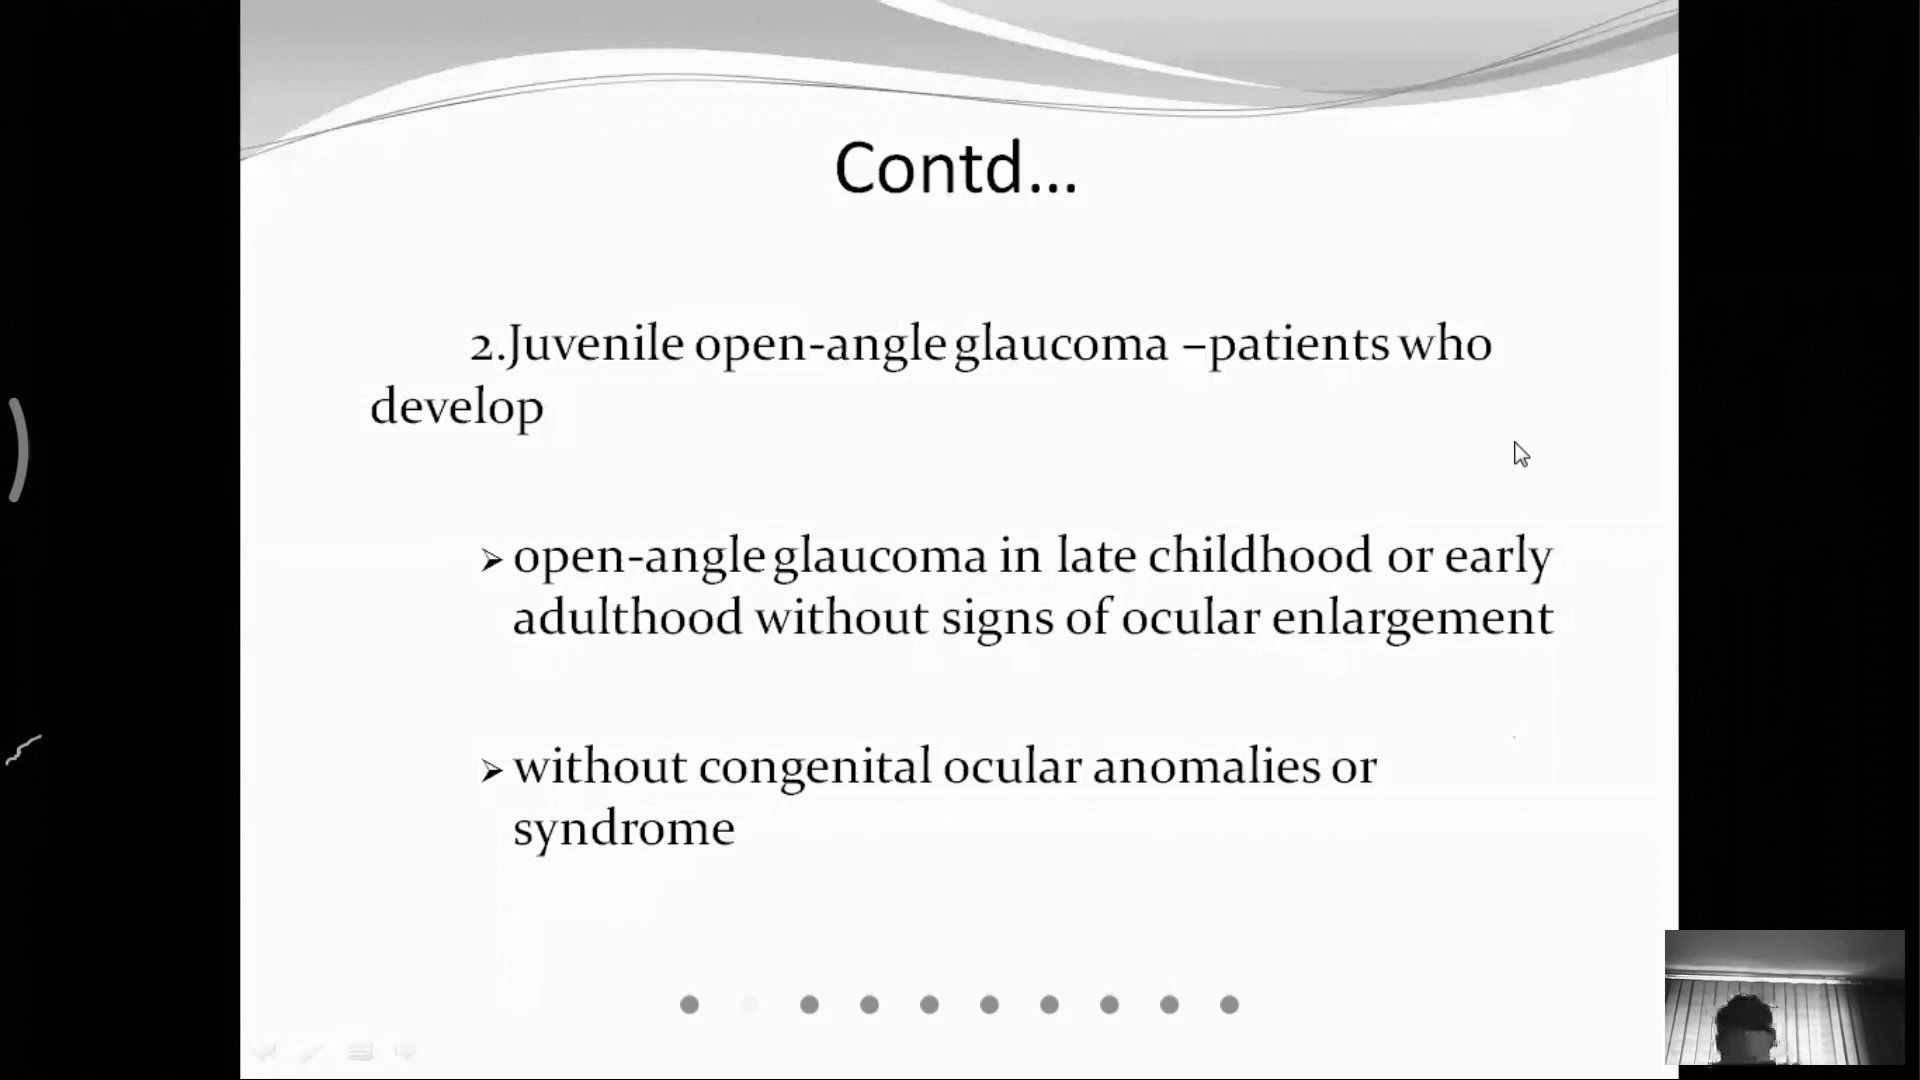 Contd...
2.Juvenile open-angle glaucoma –patients who
develop
➢ open-angle glaucoma in late childhood or early
adulthood without signs of ocular enlargement
➢ without congenital ocular anomalies or
syndrome